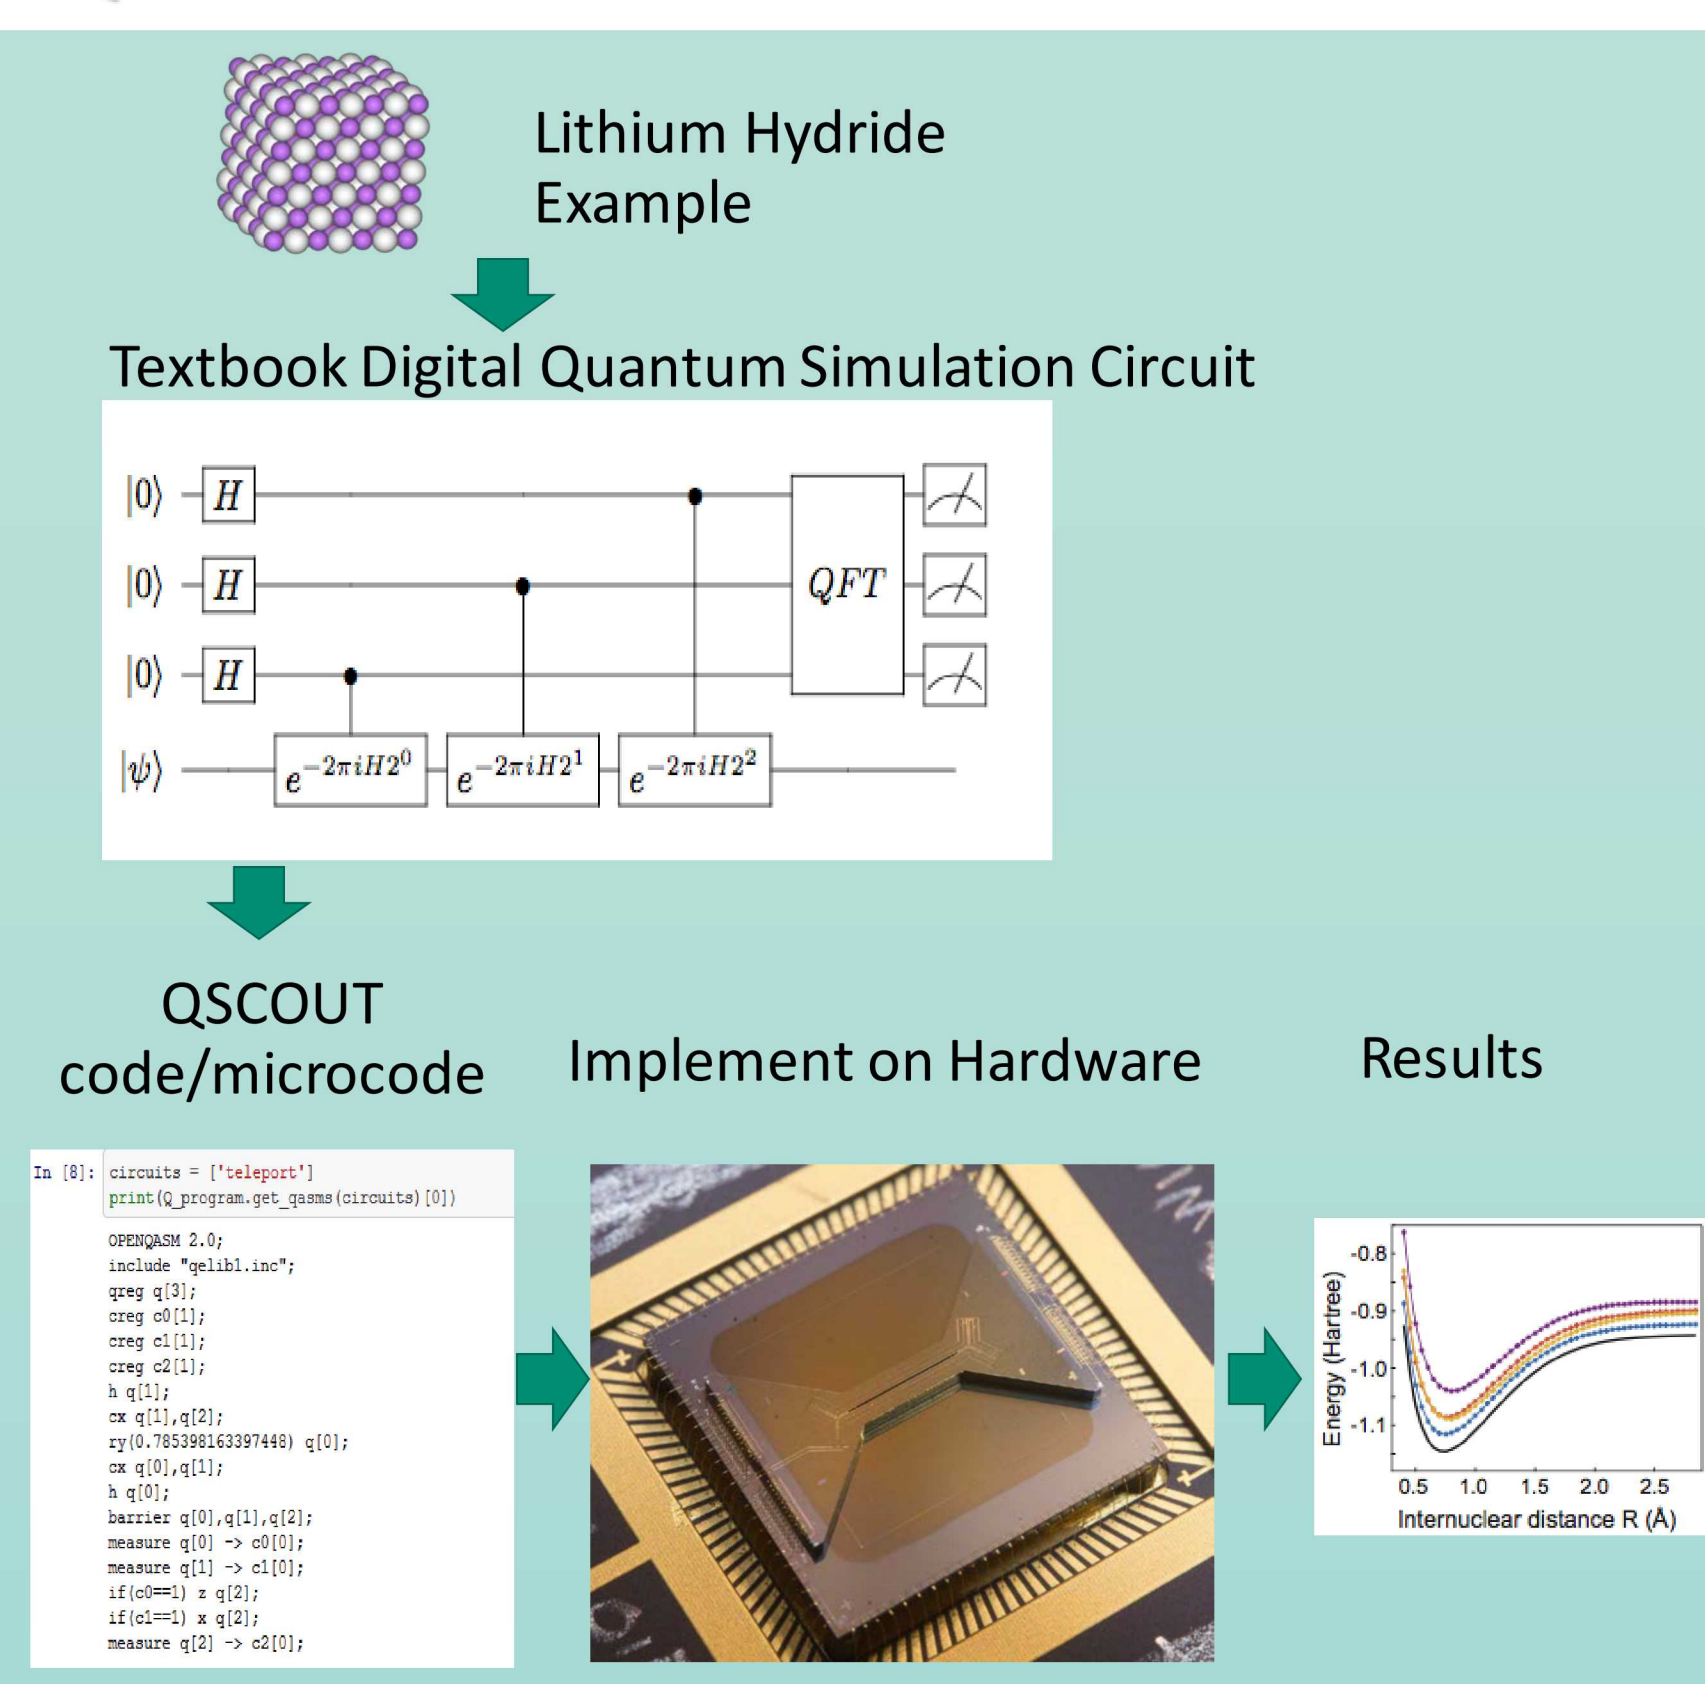 Lithium Hydride
Example
Textbook Digital Quantum Simulation Circuit
|0⟩ H
|0⟩ H QFT
|0⟩ H
|ψ⟩ e^{-2πiH2^0} e^{-2πiH2^1} e^{-2πiH2^2}
QSCOUT
code/microcode
Implement on Hardware
Results
In [8]: circuits = ['teleport']
print(Q_program.get_qasms(circuits)[0])
OPENQASM 2.0;
include "qelib1.inc";
qreg q[3];
creg c0[1];
creg c1[1];
creg c2[1];
h q[1];
cx q[1],q[2];
ry(0.785398163397448) q[0];
cx q[0],q[1];
h q[0];
barrier q[0],q[1],q[2];
measure q[0] -> c0[0];
measure q[1] -> c1[0];
if(c0==1) z q[2];
if(c1==1) x q[2];
measure q[2] -> c2[0];
Energy (Hartree)
-0.8
-0.9
-1.0
-1.1
0.5 1.0 1.5 2.0 2.5
Internuclear distance R (Å)